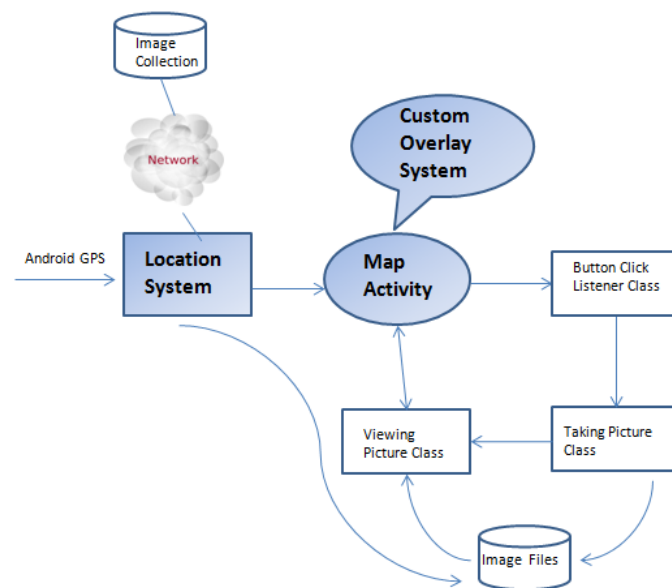 Image
Collection
Network
Custom
Overlay
System
Android GPS
Location
System
Map
Activity
Button Click
Listener Class
Viewing
Picture Class
Taking Picture
Class
Image Files